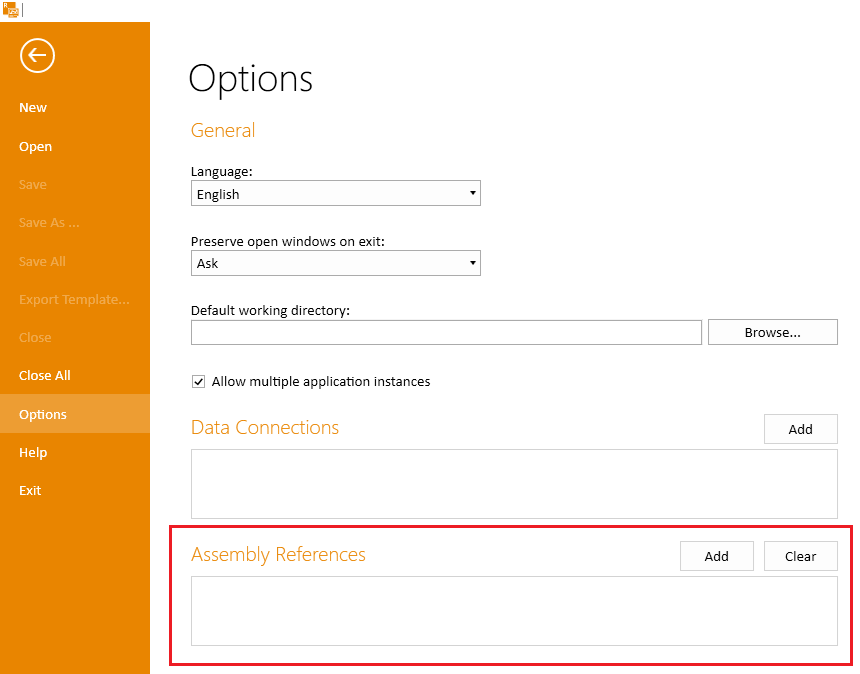 Options
New
Open
Save
Save As ...
Save All
Export Template...
Close
Close All
Options
Help
Exit
General
Language:
English
Preserve open windows on exit:
Ask
Default working directory:
Browse...
Allow multiple application instances
Data Connections
Add
Assembly References
Add
Clear